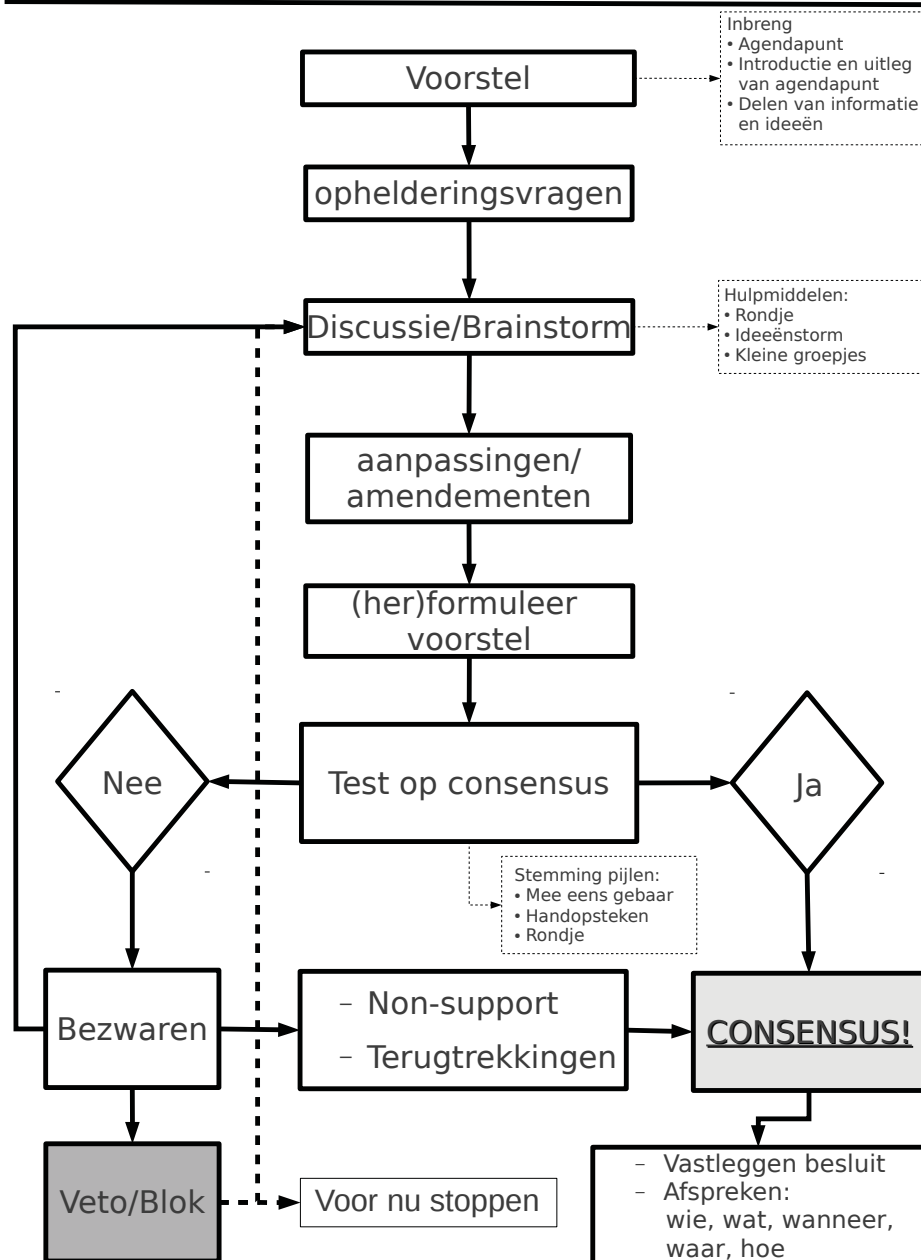 Voorstel
Inbreng
• Agendapunt
• Introductie en uitleg
van agendapunt
• Delen van informatie
en ideeën
ophelderingsvragen
Discussie/Brainstorm
Hulpmiddelen:
• Rondje
• Ideeënstorm
• Kleine groepjes
aanpassingen/
amendementen
(her)formuleer
voorstel
Nee
Test op consensus
Ja
Stemming pijlen:
• Mee eens gebaar
• Handopsteken
• Rondje
Bezwaren
– Non-support
– Terugtrekkingen
CONSENSUS!
Veto/Blok
Voor nu stoppen
– Vastleggen besluit
– Afspreken:
wie, wat, wanneer,
waar, hoe